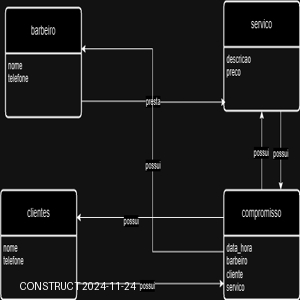 barbeiro
nome
telefone
servico
descricao
preco
presta
possui
possui
possui
clientes
nome
telefone
possui
compromisso
data_hora
barbeiro
cliente
servico
possui
CONSTRUCT 2024-11-24